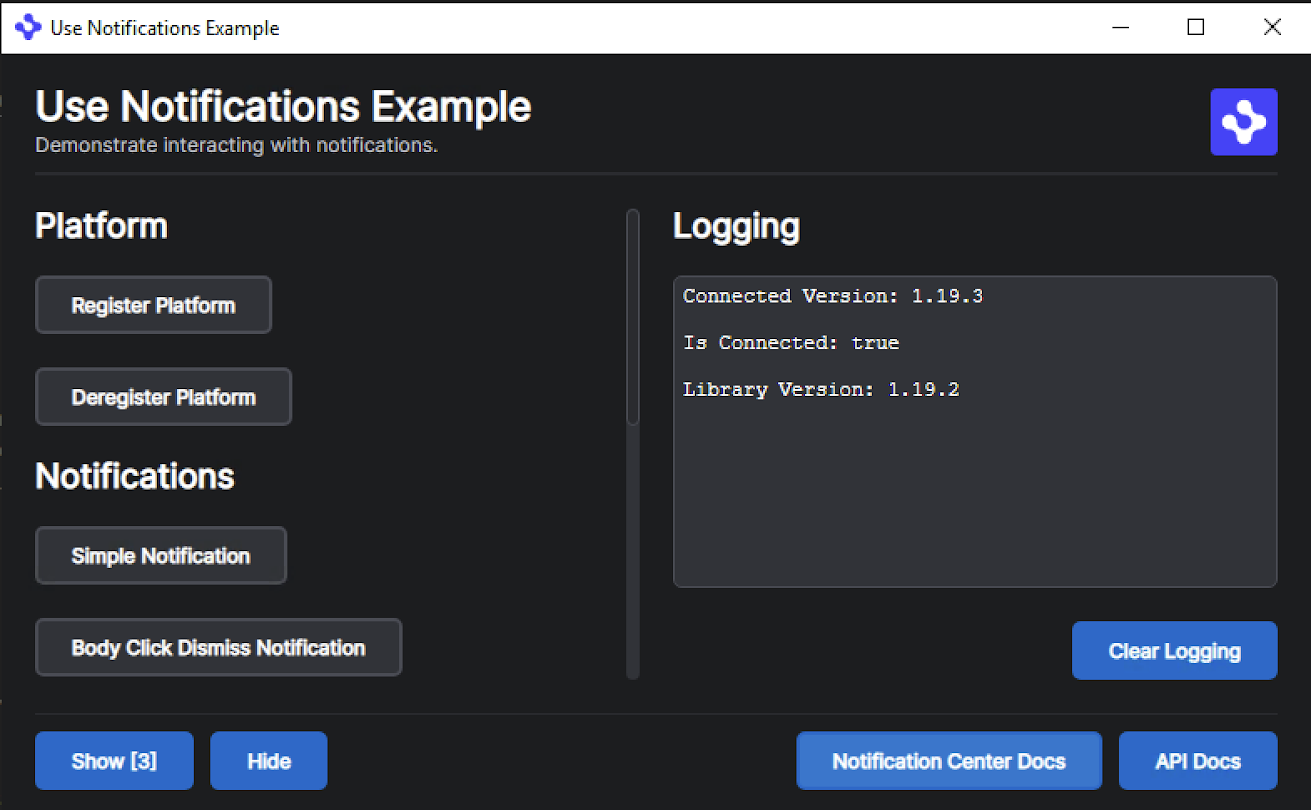 Use Notifications Example
Use Notifications Example
Demonstrate interacting with notifications.
Platform
Register Platform
Deregister Platform
Notifications
Simple Notification
Body Click Dismiss Notification
Logging
Connected Version: 1.19.3
Is Connected: true
Library Version: 1.19.2
Clear Logging
Show [3]
Hide
Notification Center Docs
API Docs